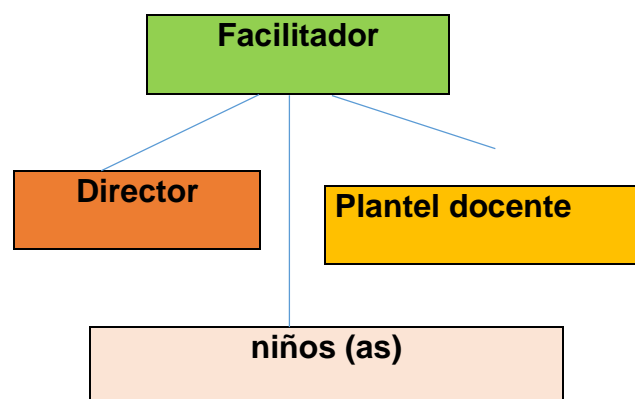 Facilitador
Director
Plantel docente
niños (as)